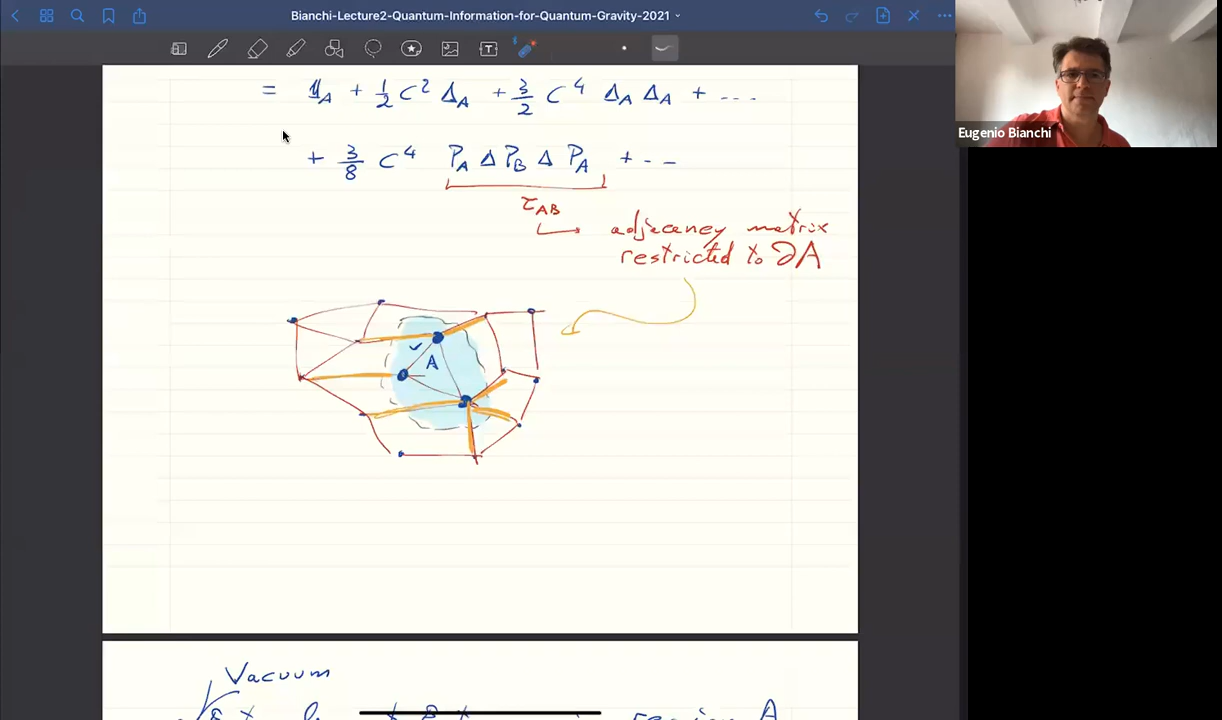 Bianchi-Lecture2-Quantum-Information-for-Quantum-Gravity-2021
Eugenio Bianchi
= 𝟙_A + 1/2 C² Δ_A + 3/2 C⁴ Δ_A Δ_A + ---
+ 3/8 C⁴ P_A Δ P_B Δ P_A + ---
τ_AB
↳ adjacency matrix
restricted to ∂A
A
Vacuum
region A